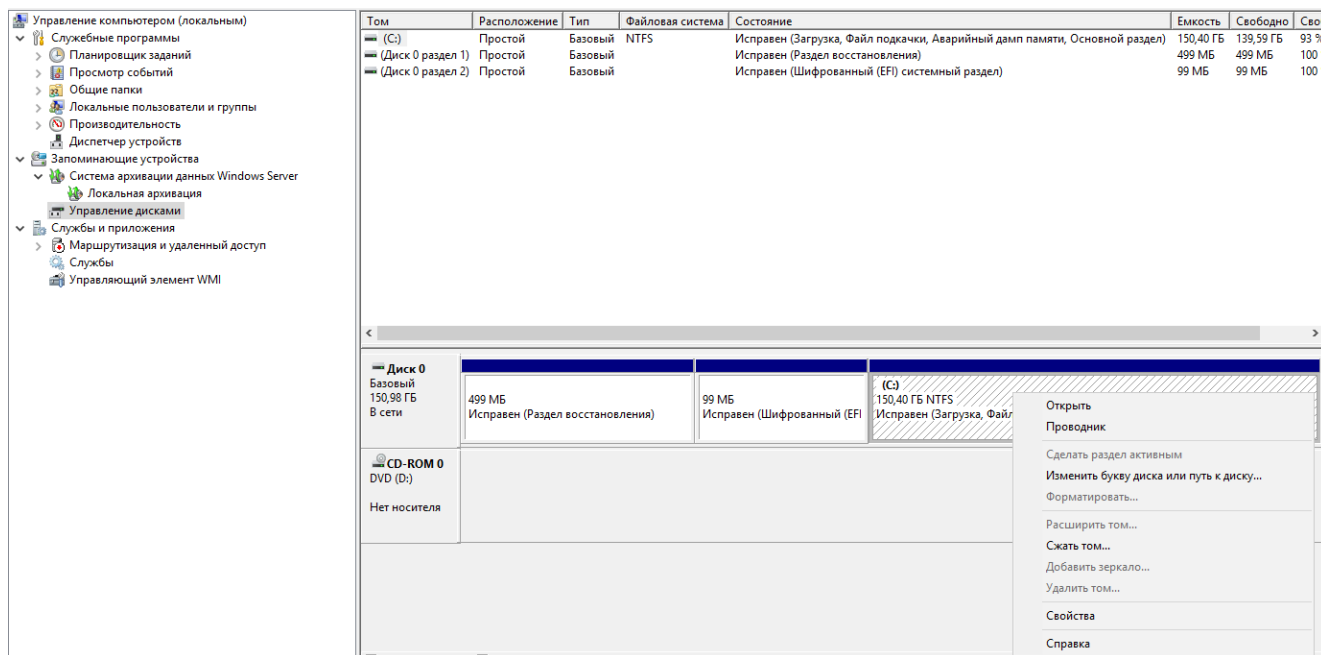 Управление компьютером (локальным)
Служебные программы
Планировщик заданий
Просмотр событий
Общие папки
Локальные пользователи и группы
Производительность
Диспетчер устройств
Запоминающие устройства
Система архивации данных Windows Server
Локальная архивация
Управление дисками
Службы и приложения
Маршрутизация и удаленный доступ
Службы
Управляющий элемент WMI
Том Расположение Тип Файловая система Состояние Емкость Свободно Сво
(C:) Простой Базовый NTFS Исправен (Загрузка, Файл подкачки, Аварийный дамп памяти, Основной раздел) 150,40 ГБ 139,59 ГБ 93 %
(Диск 0 раздел 1) Простой Базовый Исправен (Раздел восстановления) 499 МБ 499 МБ 100
(Диск 0 раздел 2) Простой Базовый Исправен (Шифрованный (EFI) системный раздел) 99 МБ 99 МБ 100
Диск 0
Базовый
150,98 ГБ
В сети
499 МБ
Исправен (Раздел восстановления)
99 МБ
Исправен (Шифрованный (EFI
(C:)
150,40 ГБ NTFS
Исправен (Загрузка, Файл
CD-ROM 0
DVD (D:)
Нет носителя
Открыть
Проводник
Сделать раздел активным
Изменить букву диска или путь к диску...
Форматировать...
Расширить том...
Сжать том...
Добавить зеркало...
Удалить том...
Свойства
Справка